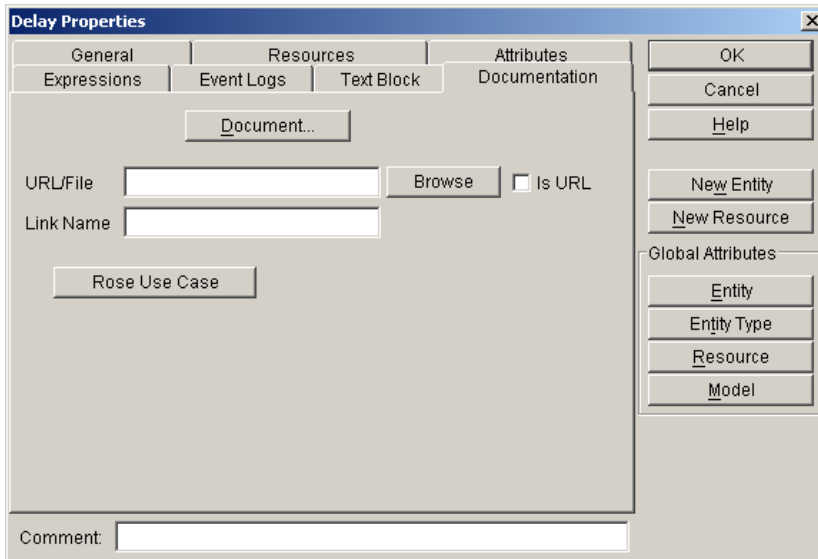 Delay Properties
General Resources Attributes
Expressions Event Logs Text Block Documentation
Document...
URL/File Browse Is URL
Link Name
Rose Use Case
Comment:
OK
Cancel
Help
New Entity
New Resource
Global Attributes
Entity
Entity Type
Resource
Model